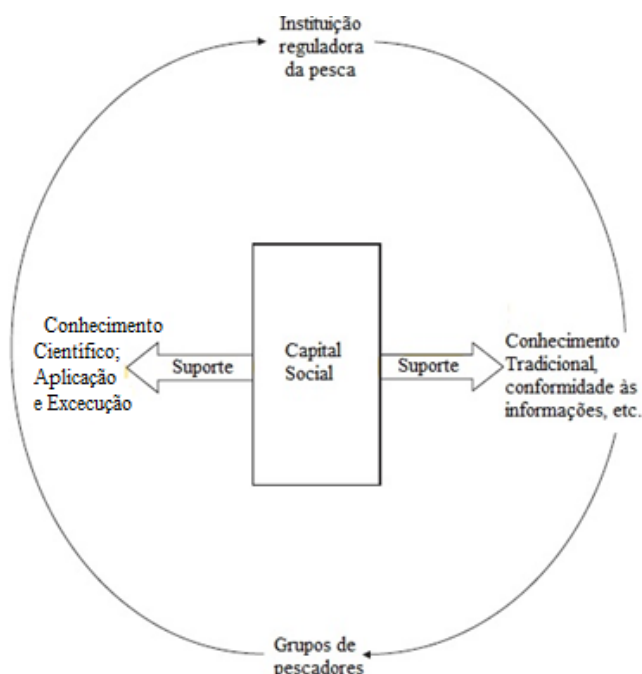 Instituição
reguladora
da pesca
Conhecimento
Científico;
Aplicação
e Excecução
Suporte
Capital
Social
Suporte
Conhecimento
Tradicional,
conformidade às
informações, etc.
Grupos de
pescadores